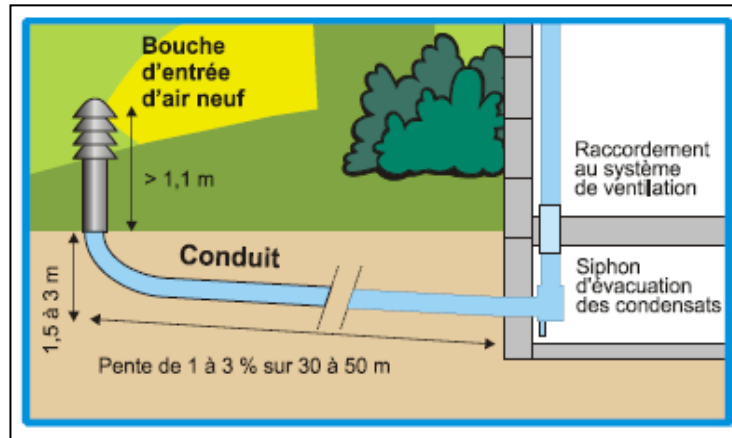 Bouche
d'entrée
d'air neuf
> 1,1 m
Raccordement
au système
de ventilation
Conduit
Siphon
d'évacuation
des condensats
1,5 à 3 m
Pente de 1 à 3 % sur 30 à 50 m